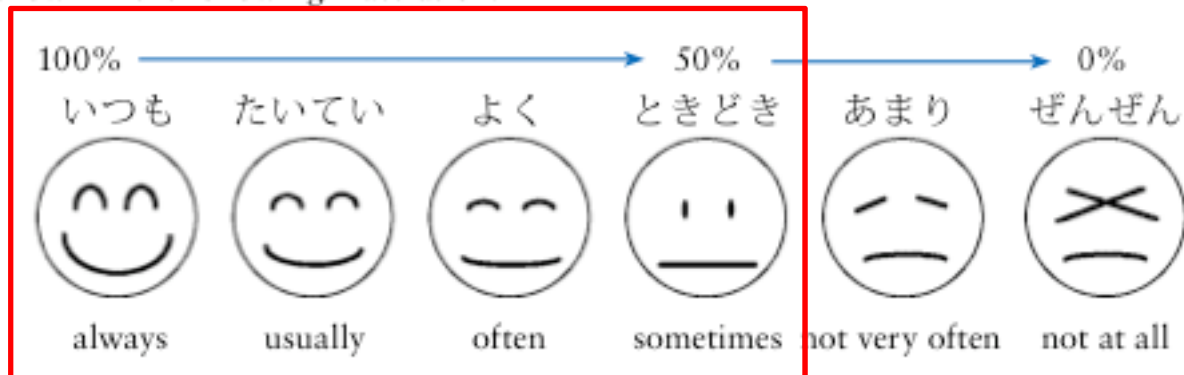 100% 50% 0%
いつも たいてい よく ときどき あまり ぜんぜん
always usually often sometimes not very often not at all